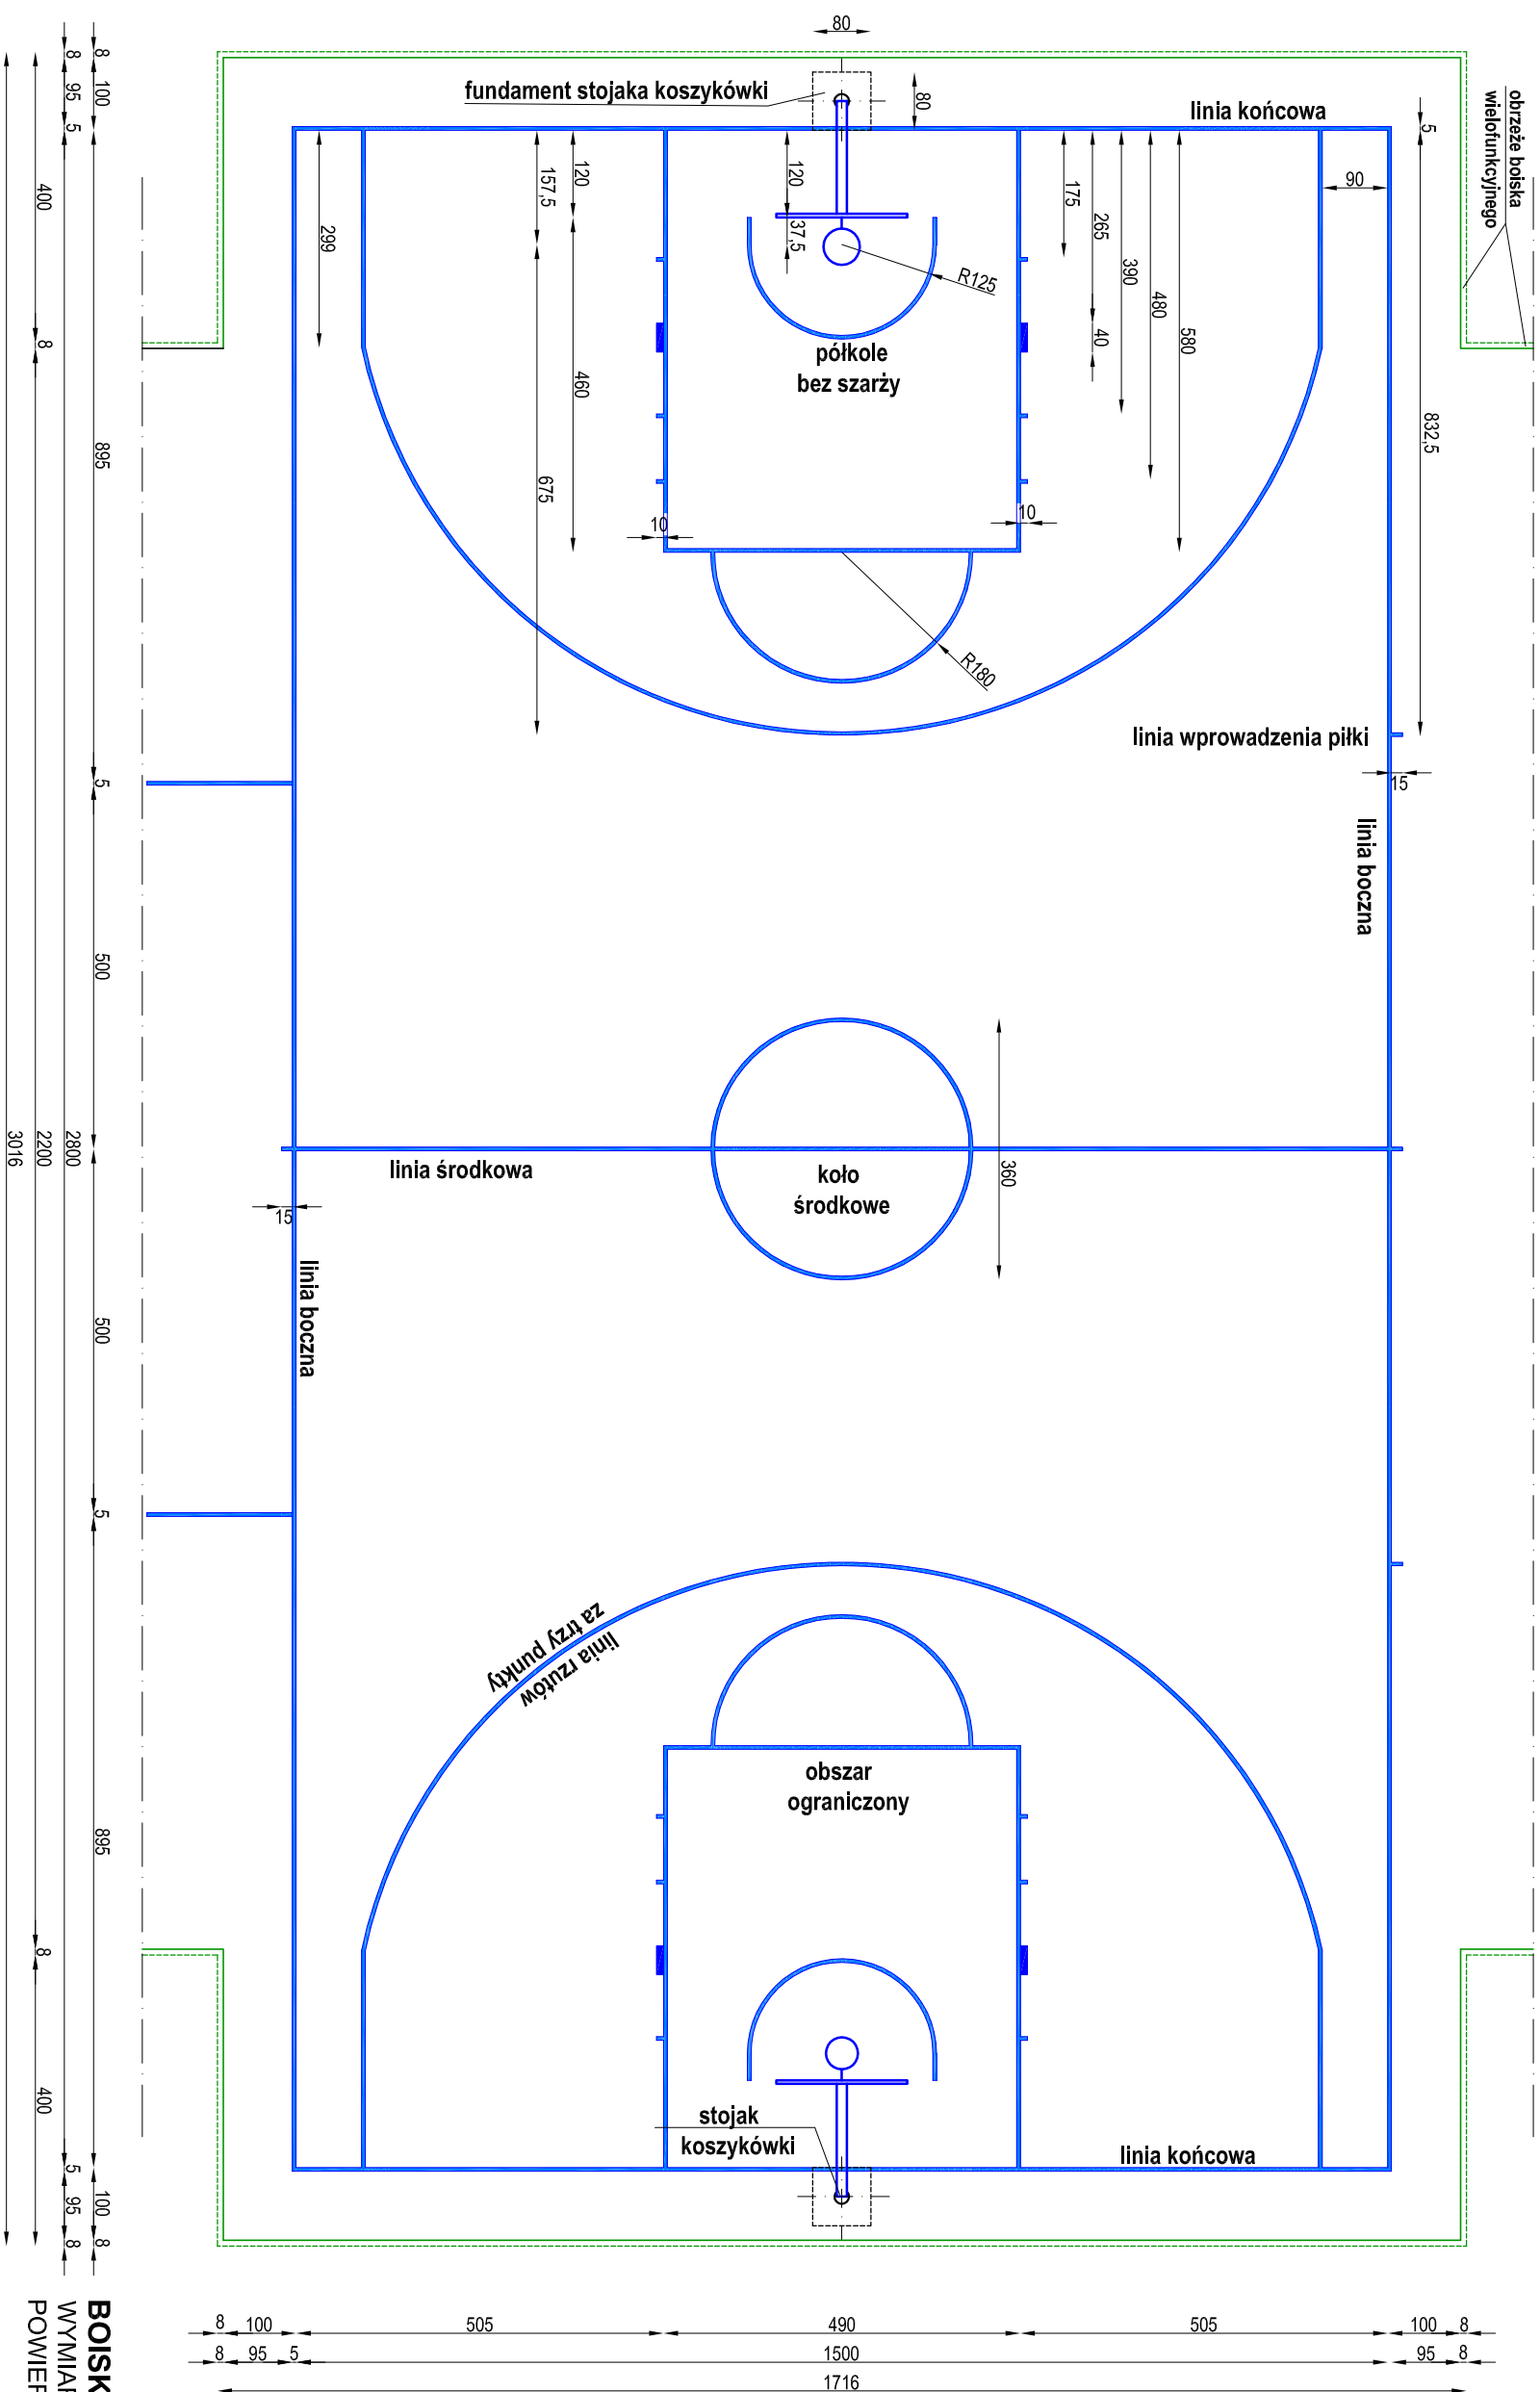 80
fundament stojaka koszykówki
80
linia końcowa
obrzeże boiska
wielofunkcyjnego
8
8
100
95
5
5
90
400
299
157,5
120
120
37,5
R125
175
265
390
480
580
40
8
półkole
bez szarży
460
675
895
832,5
10
10
R180
linia wprowadzenia piłki
15
5
linia boczna
500
360
linia środkowa
koło
środkowe
3016
2200
2800
15
linia boczna
500
5
895
za trzy punkty
linia rzutów
obszar
ograniczony
8
400
stojak
koszykówki
linia końcowa
5
95
100
8
8
8
100
505
490
505
100
8
8
95
5
1500
95
8
1716
BOISK
WYMIAR
POWIER